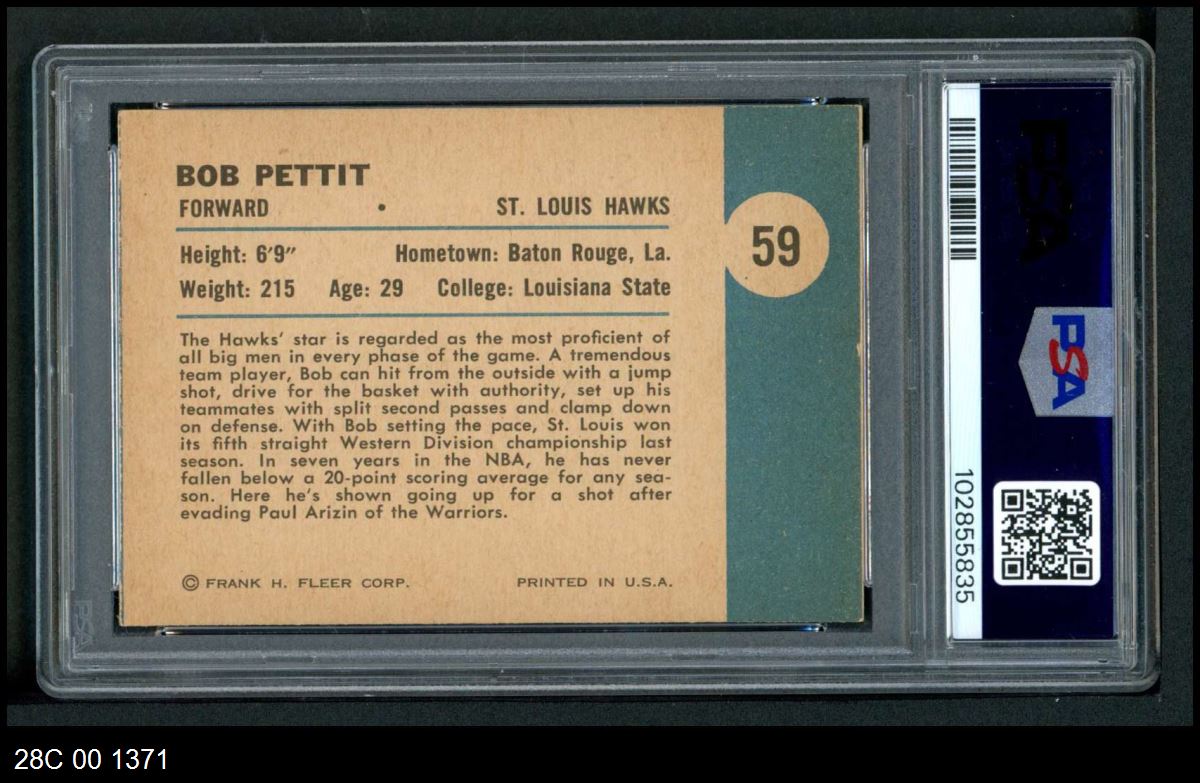 BOB PETTIT
FORWARD • ST. LOUIS HAWKS
Height: 6'9" Hometown: Baton Rouge, La.
Weight: 215 Age: 29 College: Louisiana State
59
The Hawks' star is regarded as the most proficient of
all big men in every phase of the game. A tremendous
team player, Bob can hit from the outside with a jump
shot, drive for the basket with authority, set up his
teammates with split second passes and clamp down
on defense. With Bob setting the pace, St. Louis won
its fifth straight Western Division championship last
season. In seven years in the NBA, he has never
fallen below a 20-point scoring average for any sea-
son. Here he's shown going up for a shot after
evading Paul Arizin of the Warriors.
© FRANK H. FLEER CORP. PRINTED IN U.S.A.
PSA
PSA
102855835
PSA
28C 00 1371